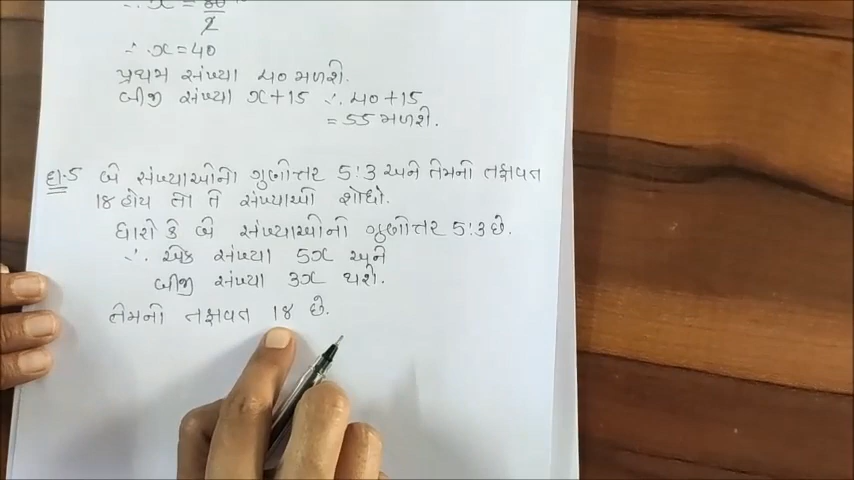 ∴ x =
2
∴ x = 40
પ્રથમ સંખ્યા 40 મળશે.
બીજી સંખ્યા x+15 ∴ 40+15
= 55 મળશે.
દા.5 બે સંખ્યાઓનો ગુણોત્તર 5:3 અને તેમનો તફાવત
18 હોય તો તે સંખ્યાઓ શોધો.
ધારો કે બે સંખ્યાઓનો ગુણોત્તર 5:3 છે.
∴ એક સંખ્યા 5x અને
બીજી સંખ્યા 3x થશે.
તેમનો તફાવત 18 છે.